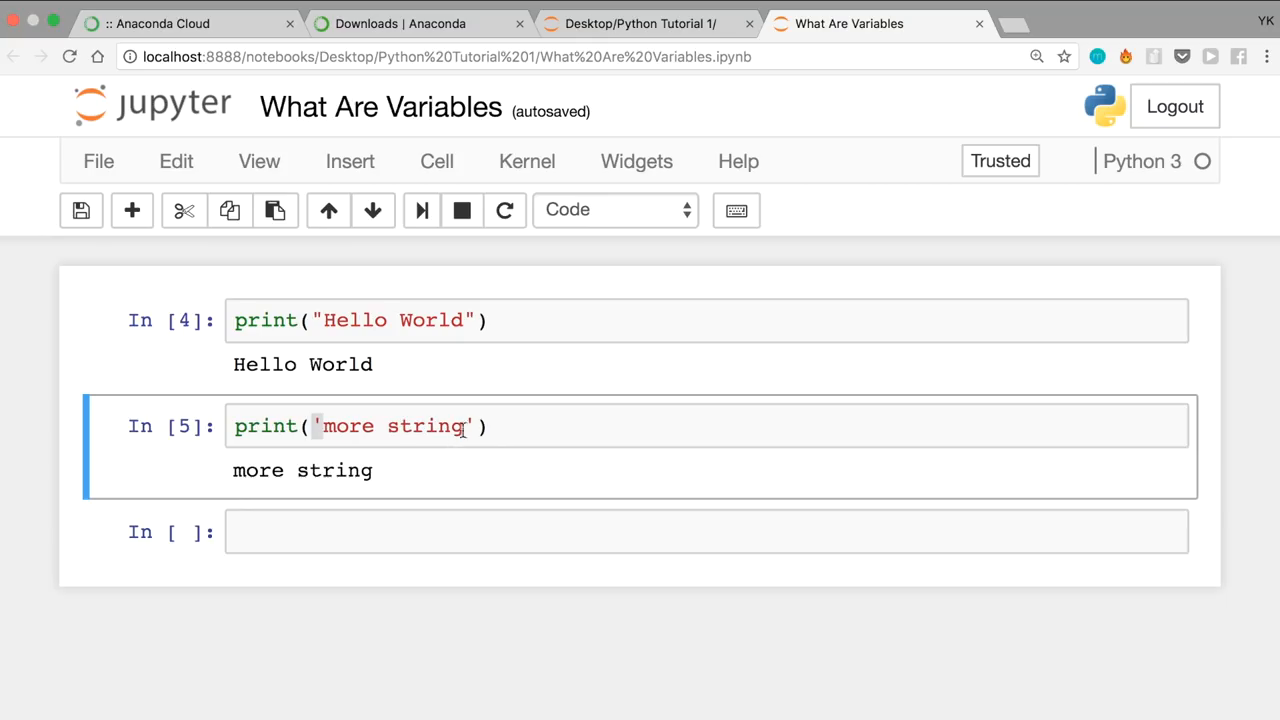 :: Anaconda Cloud
Downloads | Anaconda
Desktop/Python Tutorial 1/
What Are Variables
YK
localhost:8888/notebooks/Desktop/Python%20Tutorial%201/What%20Are%20Variables.ipynb
jupyter What Are Variables (autosaved)
Logout
File Edit View Insert Cell Kernel Widgets Help
Trusted
Python 3
Code
In [4]: print("Hello World")
Hello World
In [5]: print('more string')
more string
In [ ]: